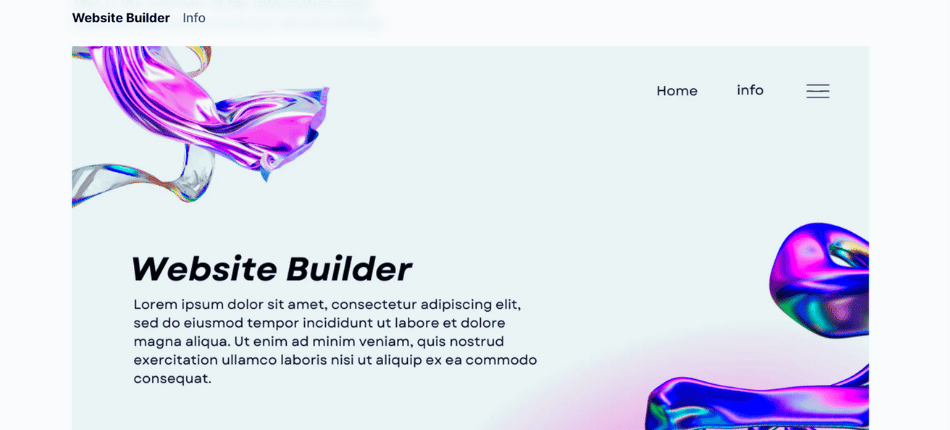 Website Builder Info
Home info
Website Builder
Lorem ipsum dolor sit amet, consectetur adipiscing elit,
sed do eiusmod tempor incididunt ut labore et dolore
magna aliqua. Ut enim ad minim veniam, quis nostrud
exercitation ullamco laboris nisi ut aliquip ex ea commodo
consequat.